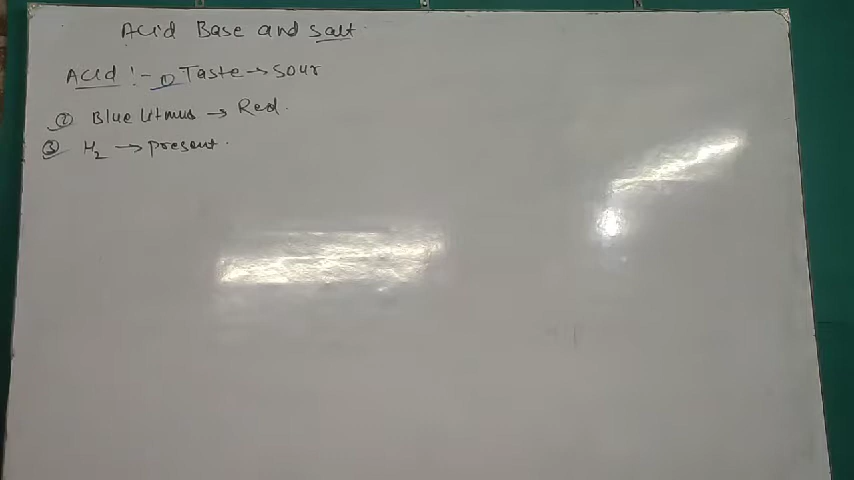 Acid Base and salt
Acid :- ① Taste → Sour
② Blue litmus → Red.
③ H₂ → present.